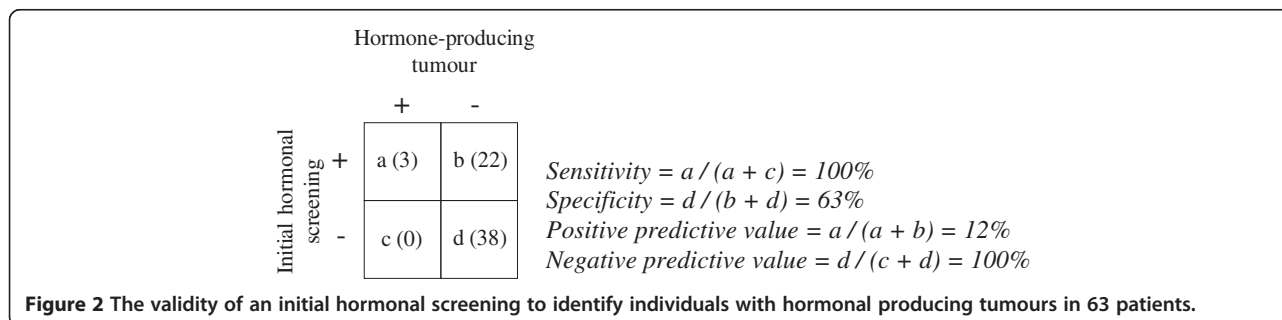 Hormone-producing
tumour
+ -
Initial hormonal
screening
+ a (3) b (22)
- c (0) d (38)
Sensitivity = a / (a + c) = 100%
Specificity = d / (b + d) = 63%
Positive predictive value = a / (a + b) = 12%
Negative predictive value = d / (c + d) = 100%
Figure 2 The validity of an initial hormonal screening to identify individuals with hormonal producing tumours in 63 patients.